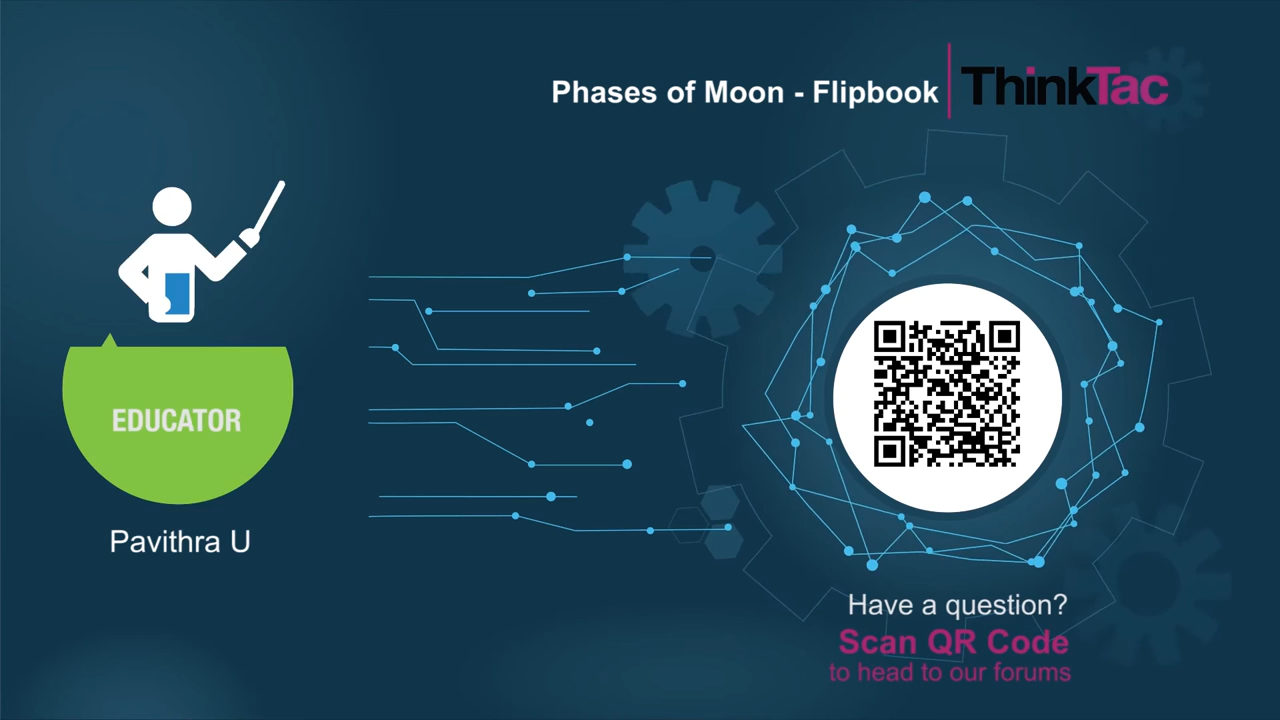 Phases of Moon - Flipbook
ThinkTac
EDUCATOR
Pavithra U
Have a question?
Scan QR Code
to head to our forums